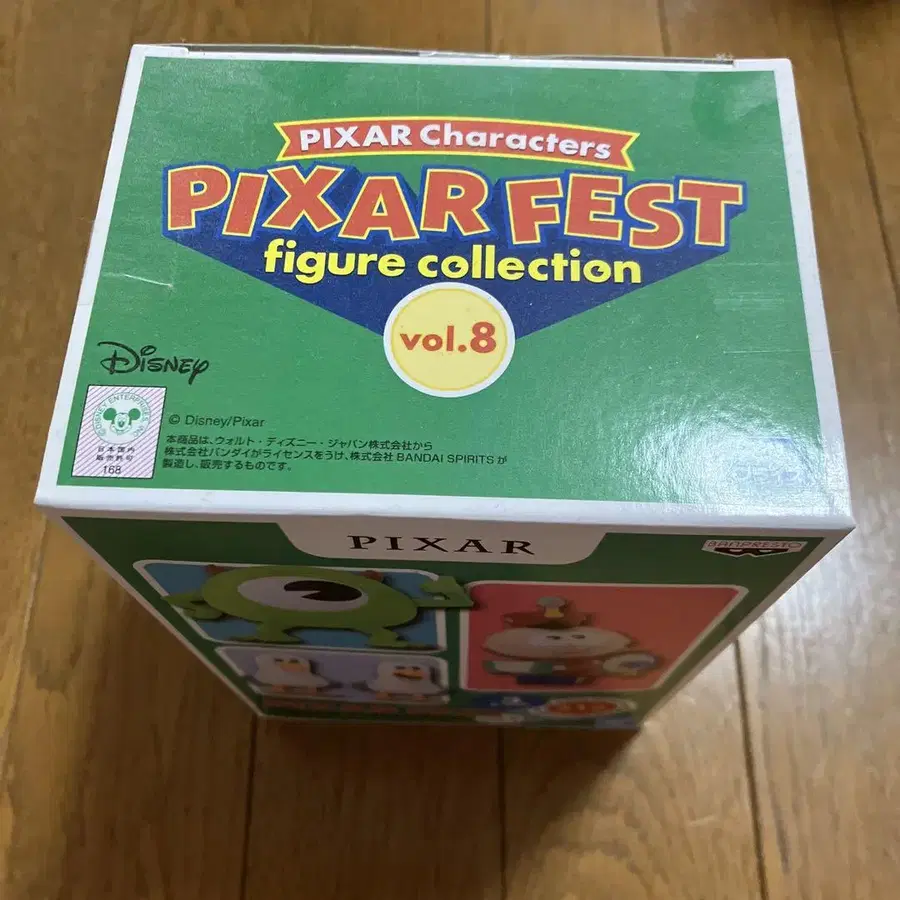 PIXAR Characters
PIXAR FEST
figure collection
vol.8
Disney
DISNEY ENTERPRISES
日本国内
販売許可
168
© Disney/Pixar
本商品は、ウォルト・ディズニー・ジャパン株式会社から
株式会社バンダイがライセンスをうけ、株式会社 BANDAI SPIRITS が
製造し、販売するものです。
PIXAR
BANPRESTO